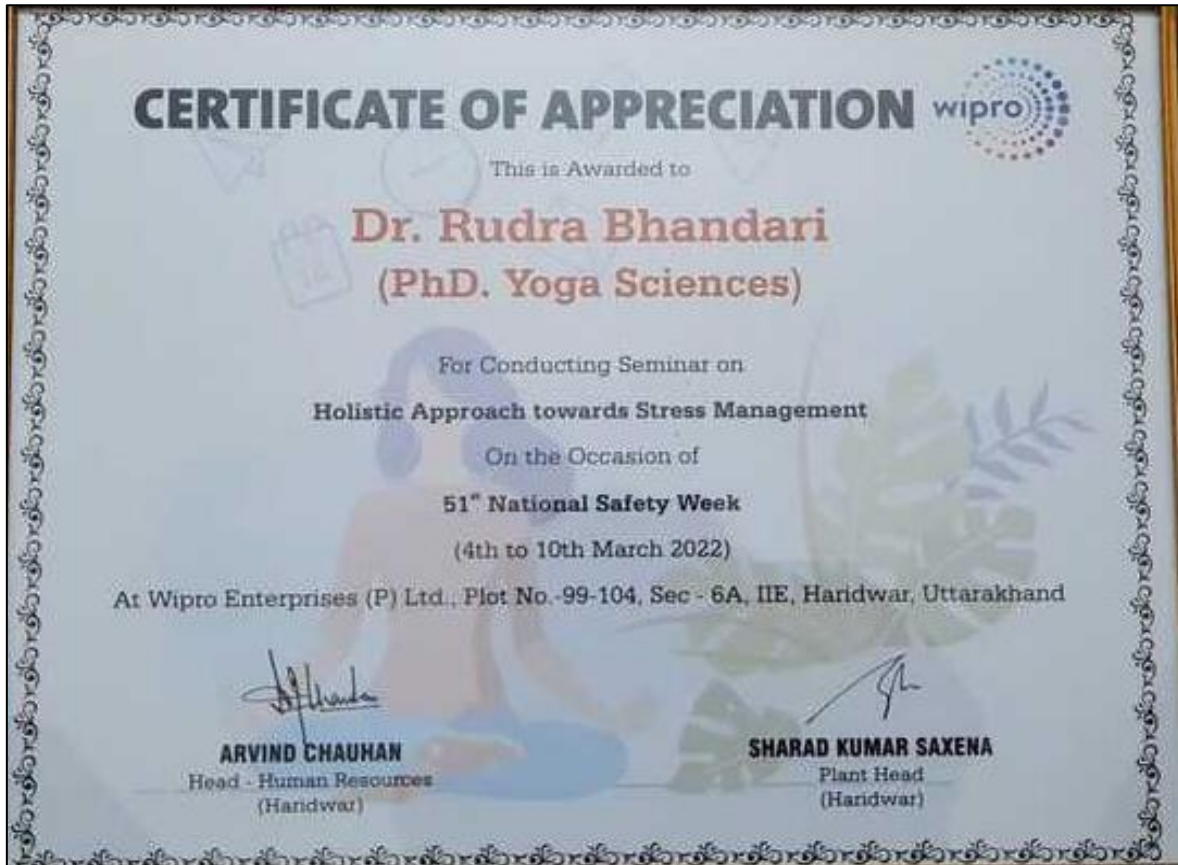 CERTIFICATE OF APPRECIATION
wipro
This is Awarded to
Dr. Rudra Bhandari
(PhD. Yoga Sciences)
For Conducting Seminar on
Holistic Approach towards Stress Management
On the Occasion of
51st National Safety Week
(4th to 10th March 2022)
At Wipro Enterprises (P) Ltd., Plot No.-99-104, Sec - 6A, IIE, Haridwar, Uttarakhand
ARVIND CHAUHAN
Head - Human Resources
(Haridwar)
SHARAD KUMAR SAXENA
Plant Head
(Haridwar)